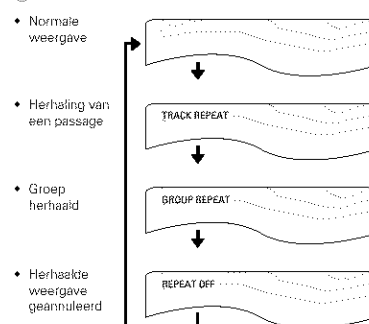 • Normale
weergave
• Herhaling van
een passage
TRACK REPEAT
• Groep
herhaald
GROUP REPEAT
• Herhaalde
weergave
geannuleerd
REPEAT OFF